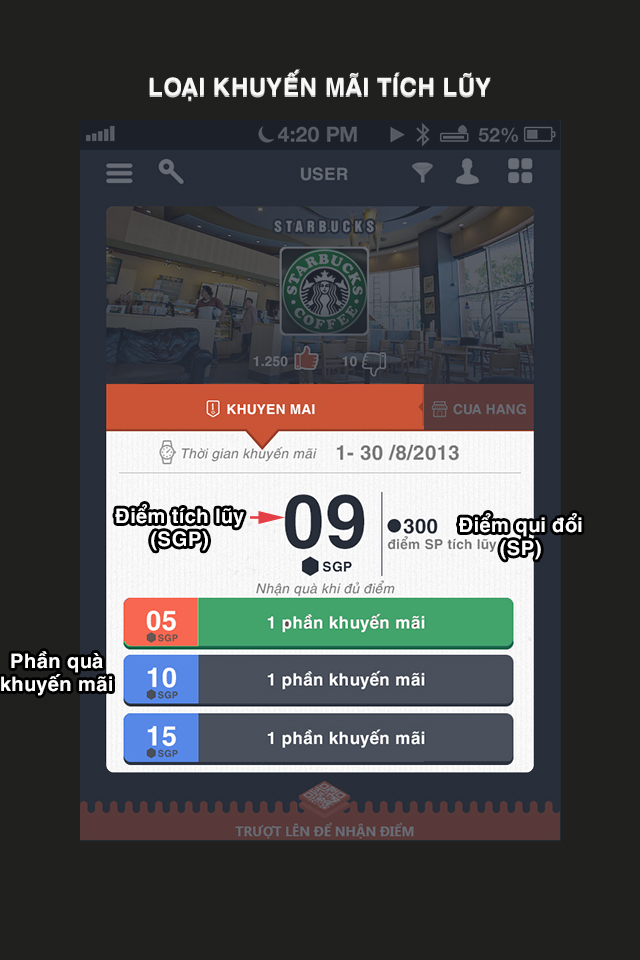 LOẠI KHUYẾN MÃI TÍCH LŨY
4:20 PM 52%
USER
STARBUCKS
STARBUCKS COFFEE
1.250 10
KHUYEN MAI CUA HANG
Thời gian khuyến mãi 1- 30 /8/2013
Điểm tích lũy
(SGP)
09
SGP
300
điểm SP tích lũy
Điểm qui đổi
(SP)
Nhận quà khi đủ điểm
05 SGP 1 phần khuyến mãi
Phần quà
khuyến mãi
10 SGP 1 phần khuyến mãi
15 SGP 1 phần khuyến mãi
TRƯỢT LÊN ĐỂ NHẬN ĐIỂM